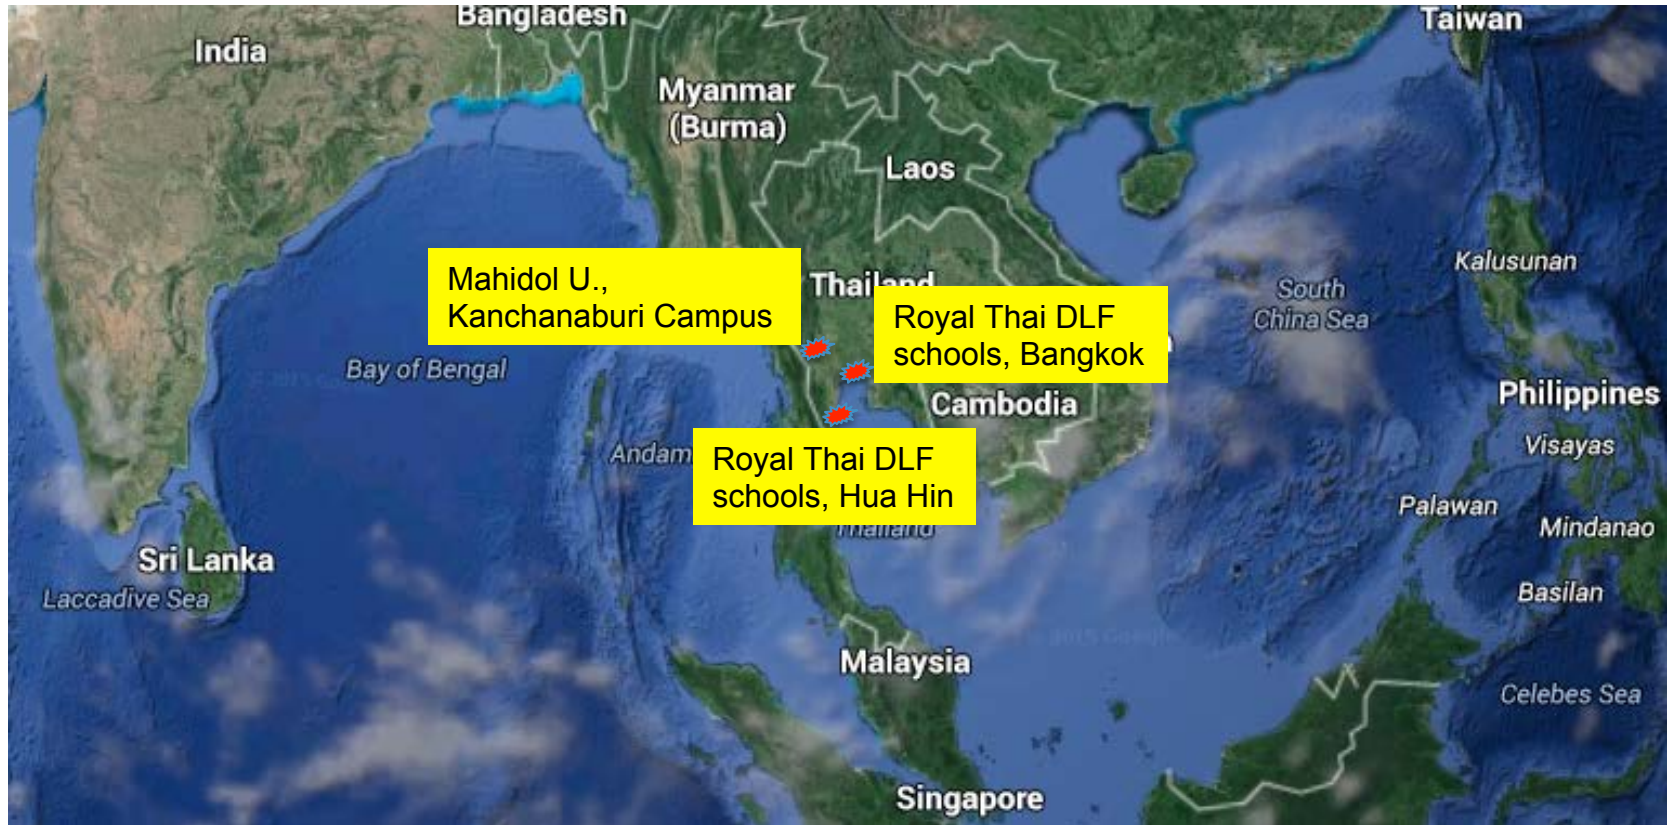 Bangladesh
Taiwan
India
Myanmar
(Burma)
Laos
Mahidol U.,
Kanchanaburi Campus
Thailand
Kalusunan
South
China Sea
Royal Thai DLF
schools, Bangkok
Bay of Bengal
Cambodia
Philippines
Visayas
Andam
Royal Thai DLF
schools, Hua Hin
Thailand
Palawan
Mindanao
Sri Lanka
Laccadive Sea
Basilan
Malaysia
Celebes Sea
Singapore